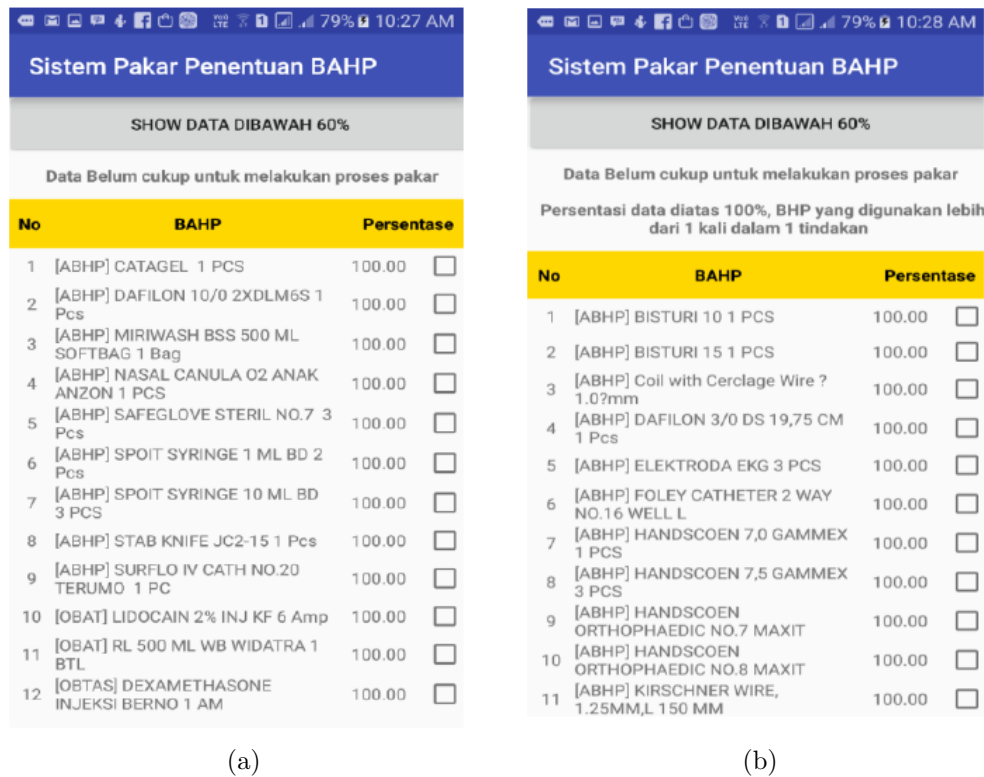 79% 10:27 AM
Sistem Pakar Penentuan BAHP
SHOW DATA DIBAWAH 60%
Data Belum cukup untuk melakukan proses pakar
No BAHP Persentase
1 [ABHP] CATAGEL 1 PCS 100.00
2 [ABHP] DAFILON 10/0 2XDLM6S 1
Pcs 100.00
3 [ABHP] MIRIWASH BSS 500 ML
SOFTBAG 1 Bag 100.00
4 [ABHP] NASAL CANULA O2 ANAK
ANZON 1 PCS 100.00
5 [ABHP] SAFEGLOVE STERIL NO.7 3
Pcs 100.00
6 [ABHP] SPOIT SYRINGE 1 ML BD 2
Pcs 100.00
7 [ABHP] SPOIT SYRINGE 10 ML BD
3 PCS 100.00
8 [ABHP] STAB KNIFE JC2-15 1 Pcs 100.00
9 [ABHP] SURFLO IV CATH NO.20
TERUMO 1 PC 100.00
10 [OBAT] LIDOCAIN 2% INJ KF 6 Amp 100.00
11 [OBAT] RL 500 ML WB WIDATRA 1
BTL 100.00
12 [OBTAS] DEXAMETHASONE
INJEKSI BERNO 1 AM 100.00
(a)
79% 10:28 AM
Sistem Pakar Penentuan BAHP
SHOW DATA DIBAWAH 60%
Data Belum cukup untuk melakukan proses pakar
Persentasi data diatas 100%, BHP yang digunakan lebih
dari 1 kali dalam 1 tindakan
No BAHP Persentase
1 [ABHP] BISTURI 10 1 PCS 100.00
2 [ABHP] BISTURI 15 1 PCS 100.00
3 [ABHP] Coil with Cerclage Wire ?
1.0?mm 100.00
4 [ABHP] DAFILON 3/0 DS 19,75 CM
1 Pcs 100.00
5 [ABHP] ELEKTRODA EKG 3 PCS 100.00
6 [ABHP] FOLEY CATHETER 2 WAY
NO.16 WELL L 100.00
7 [ABHP] HANDSCOEN 7,0 GAMMEX
1 PCS 100.00
8 [ABHP] HANDSCOEN 7,5 GAMMEX
3 PCS 100.00
9 [ABHP] HANDSCOEN
ORTHOPHAEDIC NO.7 MAXIT 100.00
10 [ABHP] HANDSCOEN
ORTHOPHAEDIC NO.8 MAXIT 100.00
11 [ABHP] KIRSCHNER WIRE,
1.25MM,L 150 MM 100.00
(b)